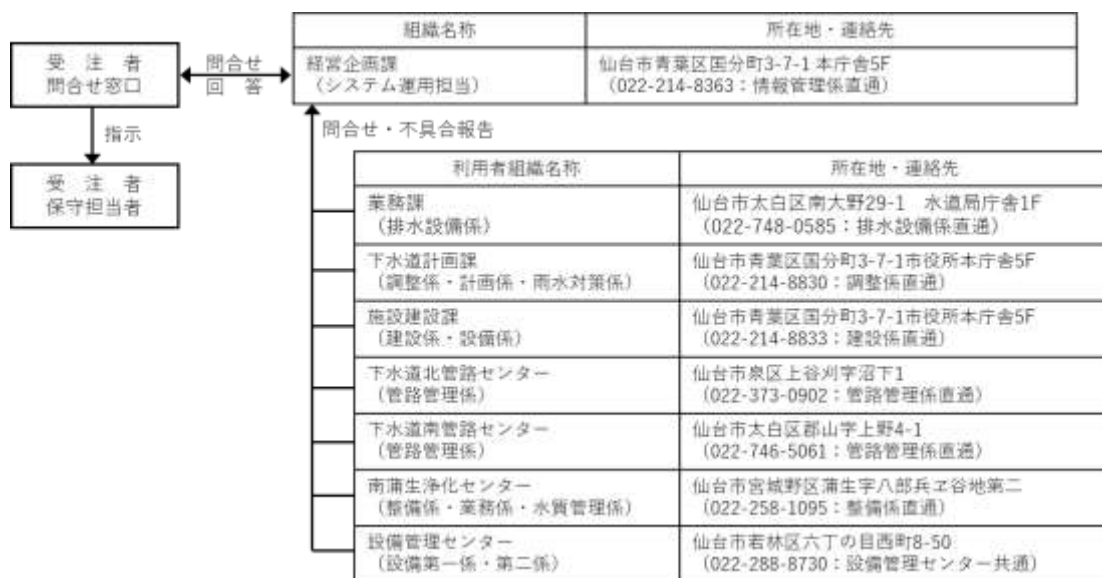 組織名称
所在地・連絡先
受 注 者
問合せ窓口
問合せ
回 答
経営企画課
(システム運用担当)
仙台市青葉区国分町3-7-1 本庁舎5F
(022-214-8363：情報管理係直通)
指示
問合せ・不具合報告
受 注 者
保守担当者
利用者組織名称
所在地・連絡先
業務課
(排水設備係)
仙台市太白区南大野29-1 水道局庁舎1F
(022-748-0585：排水設備係直通)
下水道計画課
(調整係・計画係・雨水対策係)
仙台市青葉区国分町3-7-1市役所本庁舎5F
(022-214-8830：調整係直通)
施設建設課
(建設係・設備係)
仙台市青葉区国分町3-7-1市役所本庁舎5F
(022-214-8833：建設係直通)
下水道北管路センター
(管路管理係)
仙台市泉区上谷刈字沼下1
(022-373-0902：管路管理係直通)
下水道南管路センター
(管路管理係)
仙台市太白区郡山字上野4-1
(022-746-5061：管路管理係直通)
南蒲生浄化センター
(整備係・業務係・水質管理係)
仙台市宮城野区蒲生字八郎兵ヱ谷地第二
(022-258-1095：整備係直通)
設備管理センター
(設備第一係・第二係)
仙台市若林区六丁の目西町8-50
(022-288-8730：設備管理センター共通)